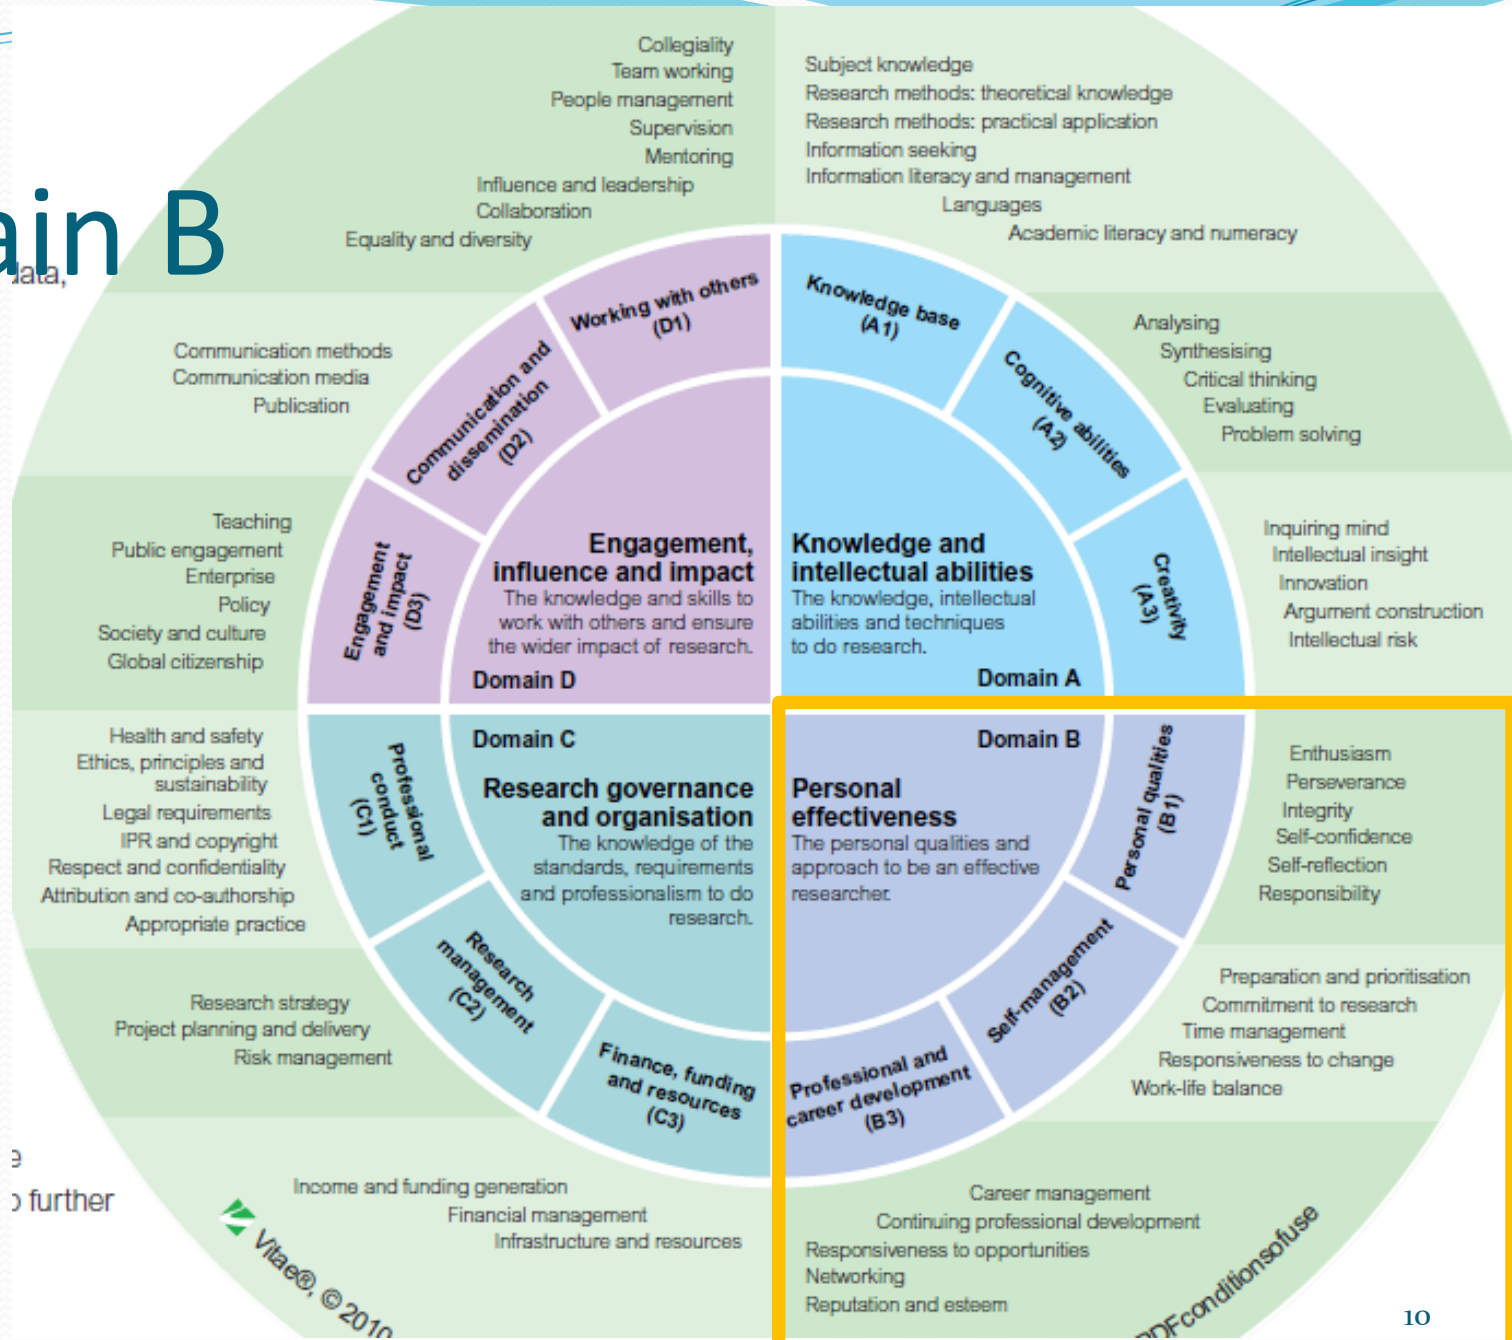 ain B
data,
Collegiality
Team working
People management
Supervision
Mentoring
Influence and leadership
Collaboration
Equality and diversity
Subject knowledge
Research methods: theoretical knowledge
Research methods: practical application
Information seeking
Information literacy and management
Languages
Academic literacy and numeracy
Communication methods
Communication media
Publication
Analysing
Synthesising
Critical thinking
Evaluating
Problem solving
Teaching
Public engagement
Enterprise
Policy
Society and culture
Global citizenship
Inquiring mind
Intellectual insight
Innovation
Argument construction
Intellectual risk
Working with others
(D1)
Communication and
dissemination
(D2)
Engagement
and impact
(D3)
Knowledge base
(A1)
Cognitive abilities
(A2)
Creativity
(A3)
Engagement,
influence and impact
The knowledge and skills to
work with others and ensure
the wider impact of research.
Domain D
Knowledge and
intellectual abilities
The knowledge, intellectual
abilities and techniques
to do research.
Domain A
Domain C
Research governance
and organisation
The knowledge of the
standards, requirements
and professionalism to do
research.
Domain B
Personal
effectiveness
The personal qualities and
approach to be an effective
researcher.
Professional
conduct
(C1)
Research
management
(C2)
Finance, funding
and resources
(C3)
Personal qualities
(B1)
Self-management
(B2)
Professional and
career development
(B3)
Health and safety
Ethics, principles and
sustainability
Legal requirements
IPR and copyright
Respect and confidentiality
Attribution and co-authorship
Appropriate practice
Enthusiasm
Perseverance
Integrity
Self-confidence
Self-reflection
Responsibility
Research strategy
Project planning and delivery
Risk management
Preparation and prioritisation
Commitment to research
Time management
Responsiveness to change
Work-life balance
Income and funding generation
Financial management
Infrastructure and resources
Career management
Continuing professional development
Responsiveness to opportunities
Networking
Reputation and esteem
e
o further
Vitae®, © 2010
RDFconditionsofuse
10